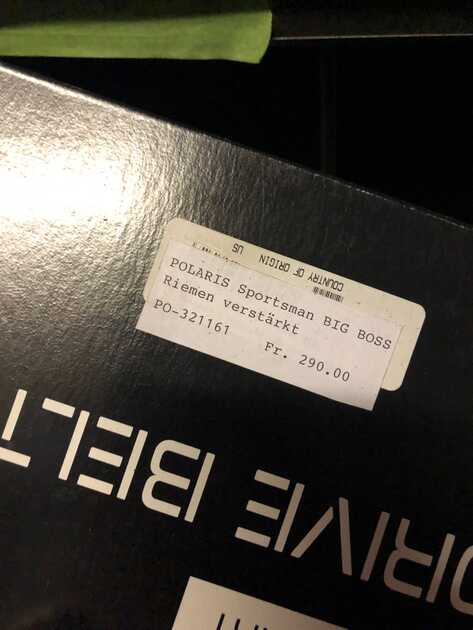 COUNTRY OF ORIGIN US
POLARIS Sportsman BIG BOSS
Riemen verstärkt
PO-321161
Fr. 290.00
DRIVE BELT